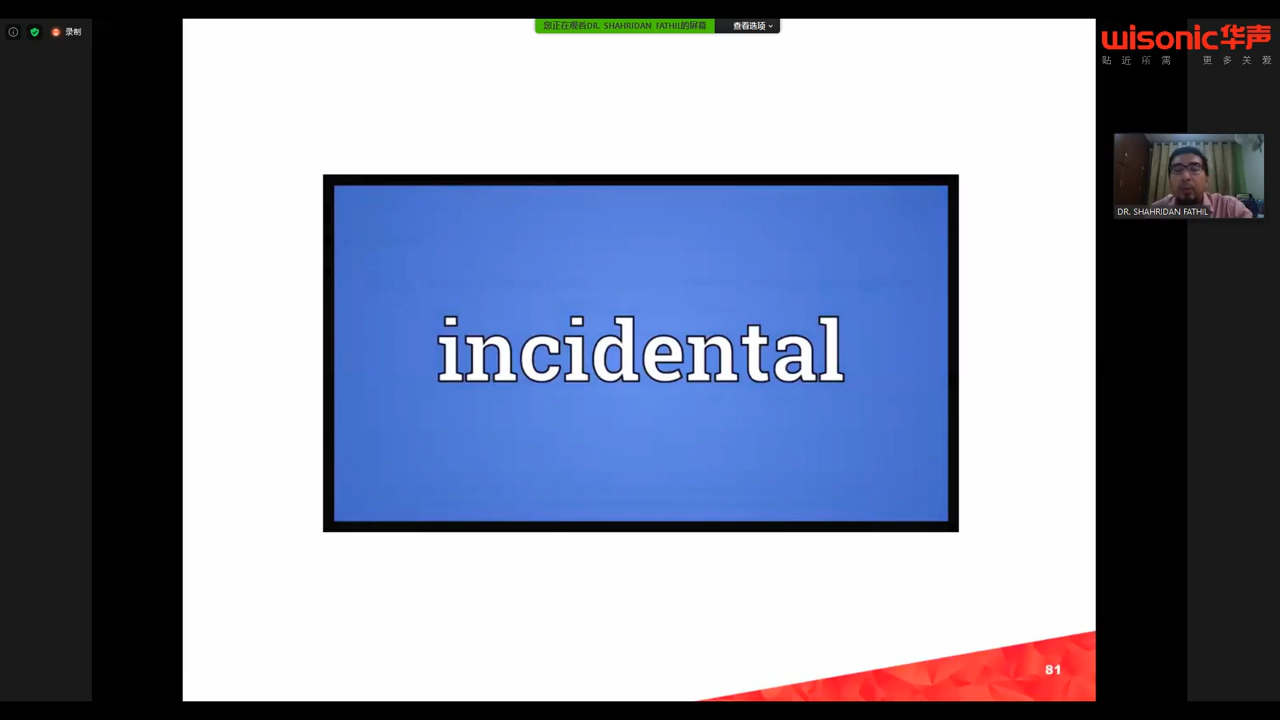 录制
您正在观看DR. SHAHRIDAN FATHIL的屏幕
查看选项
wisonic华声
贴近所需 更多关爱
DR. SHAHRIDAN FATHIL
incidental
81